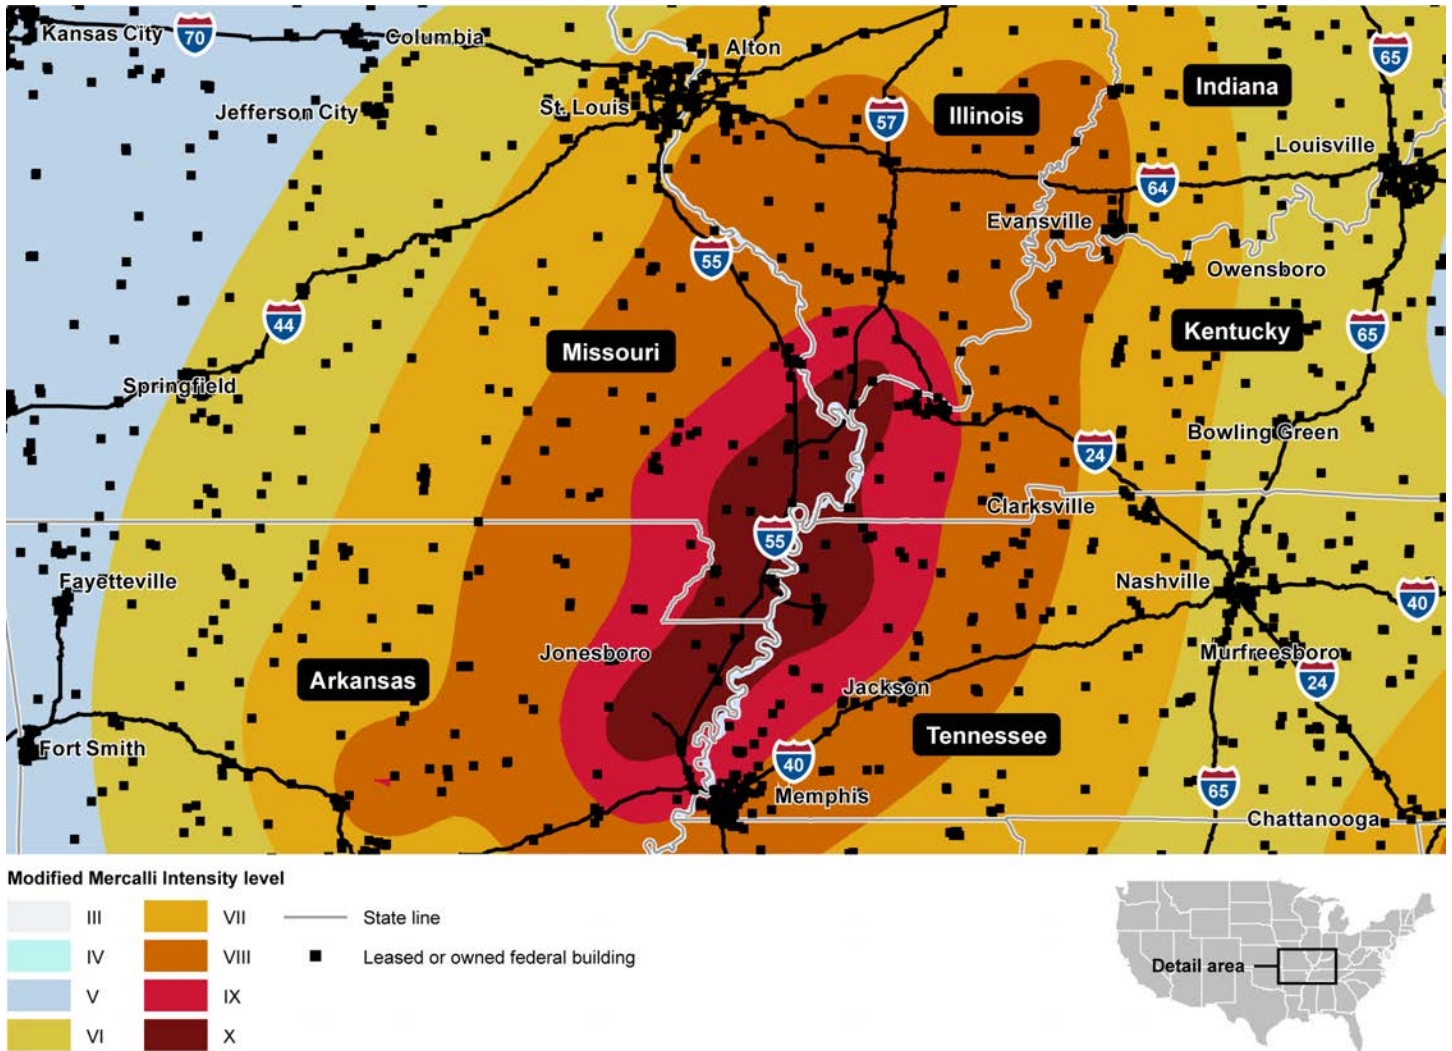 Kansas City
70
Columbia
Alton
65
Indiana
Jefferson City
St. Louis
57
Illinois
Louisville
64
Evansville
55
Owensboro
44
Missouri
Kentucky
65
Springfield
Bowling Green
24
Clarksville
55
Fayetteville
Nashville
40
Jonesboro
Murfreesboro
Arkansas
Jackson
24
Tennessee
Fort Smith
40
Memphis
65
Chattanooga
Modified Mercalli Intensity level
III
VII
State line
IV
VIII
Leased or owned federal building
V
IX
VI
X
Detail area